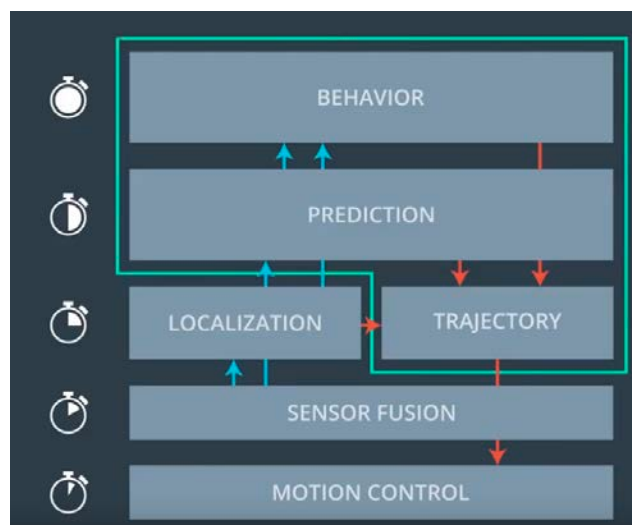 BEHAVIOR
PREDICTION
LOCALIZATION
TRAJECTORY
SENSOR FUSION
MOTION CONTROL